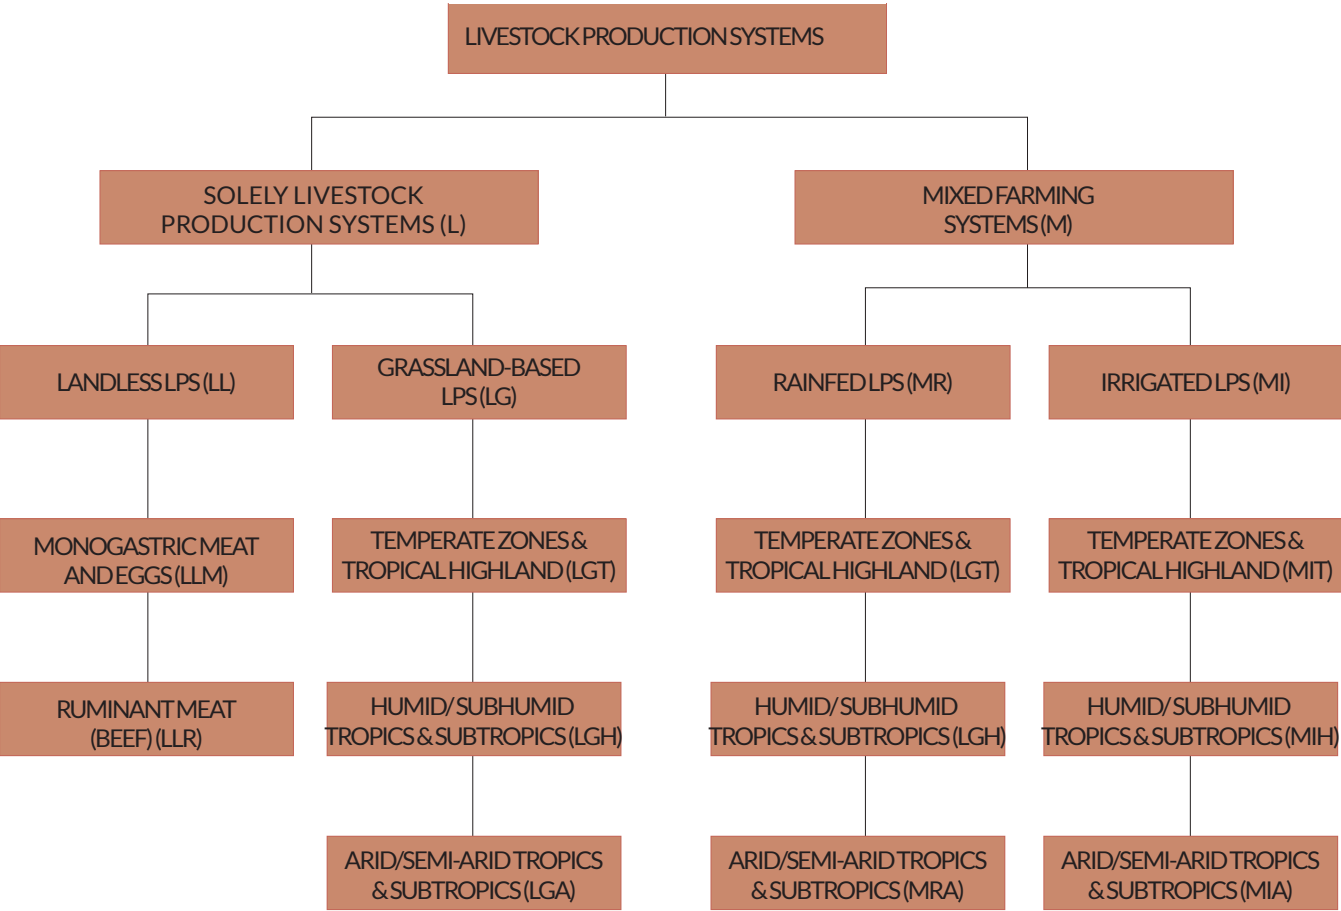 LIVESTOCK PRODUCTION SYSTEMS
SOLELY LIVESTOCK
PRODUCTION SYSTEMS (L)
MIXED FARMING
SYSTEMS (M)
LANDLESS LPS (LL)
GRASSLAND-BASED
LPS (LG)
RAINFED LPS (MR)
IRRIGATED LPS (MI)
MONOGASTRIC MEAT
AND EGGS (LLM)
TEMPERATE ZONES &
TROPICAL HIGHLAND (LGT)
TEMPERATE ZONES &
TROPICAL HIGHLAND (LGT)
TEMPERATE ZONES &
TROPICAL HIGHLAND (MIT)
RUMINANT MEAT
(BEEF) (LLR)
HUMID/ SUBHUMID
TROPICS & SUBTROPICS (LGH)
HUMID/ SUBHUMID
TROPICS & SUBTROPICS (LGH)
HUMID/ SUBHUMID
TROPICS & SUBTROPICS (MIH)
ARID/SEMI-ARID TROPICS
& SUBTROPICS (LGA)
ARID/SEMI-ARID TROPICS
& SUBTROPICS (MRA)
ARID/SEMI-ARID TROPICS
& SUBTROPICS (MIA)